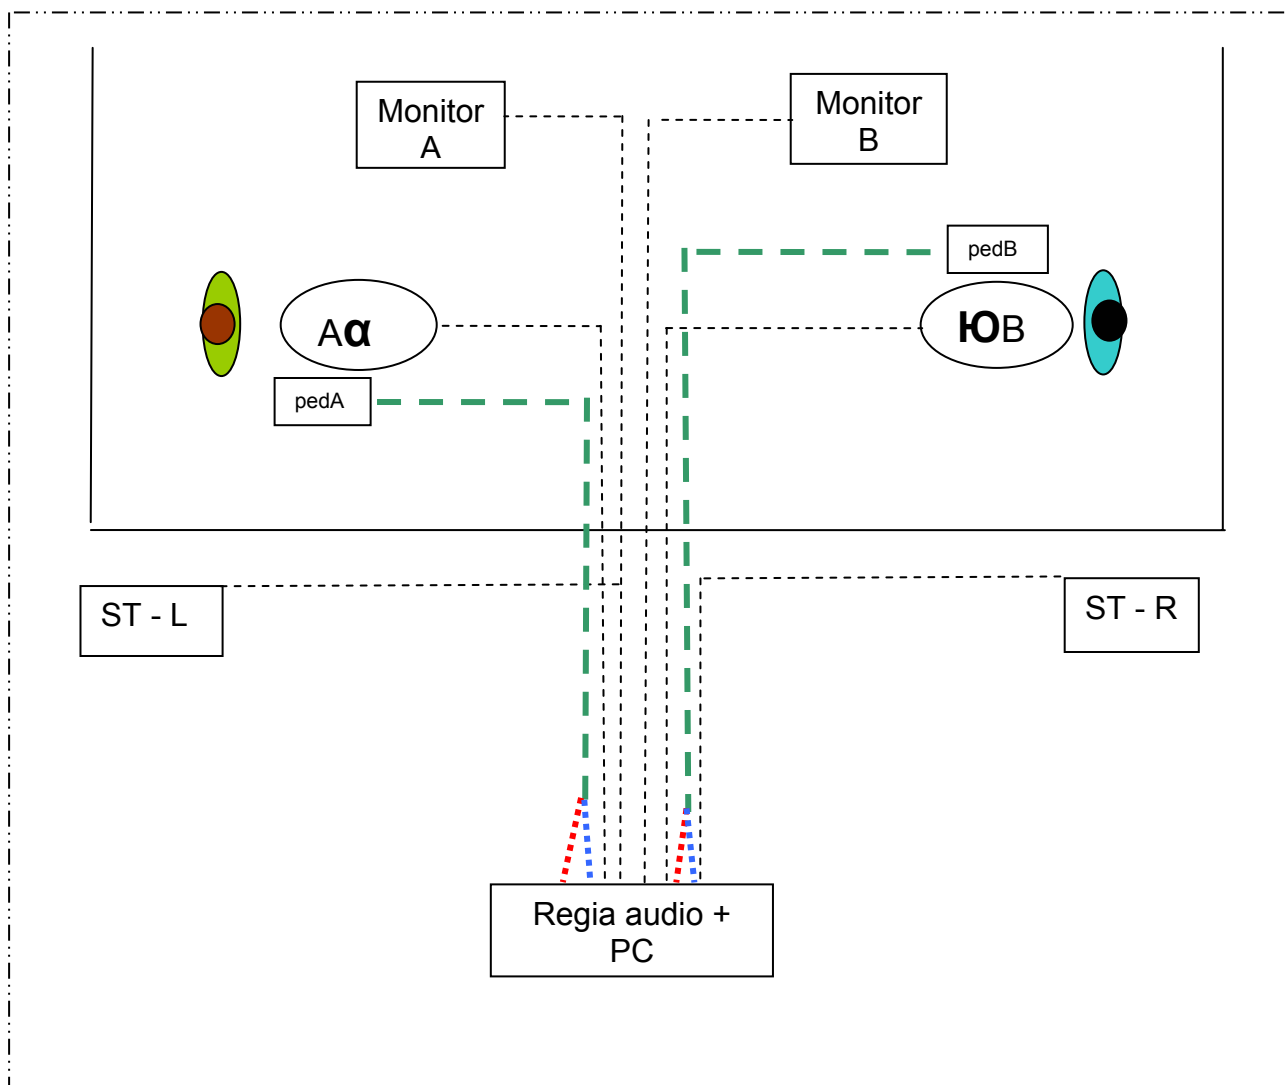 Monitor
A
Monitor
B
pedB
Aα
ЮB
pedA
ST - L
ST - R
Regia audio +
PC